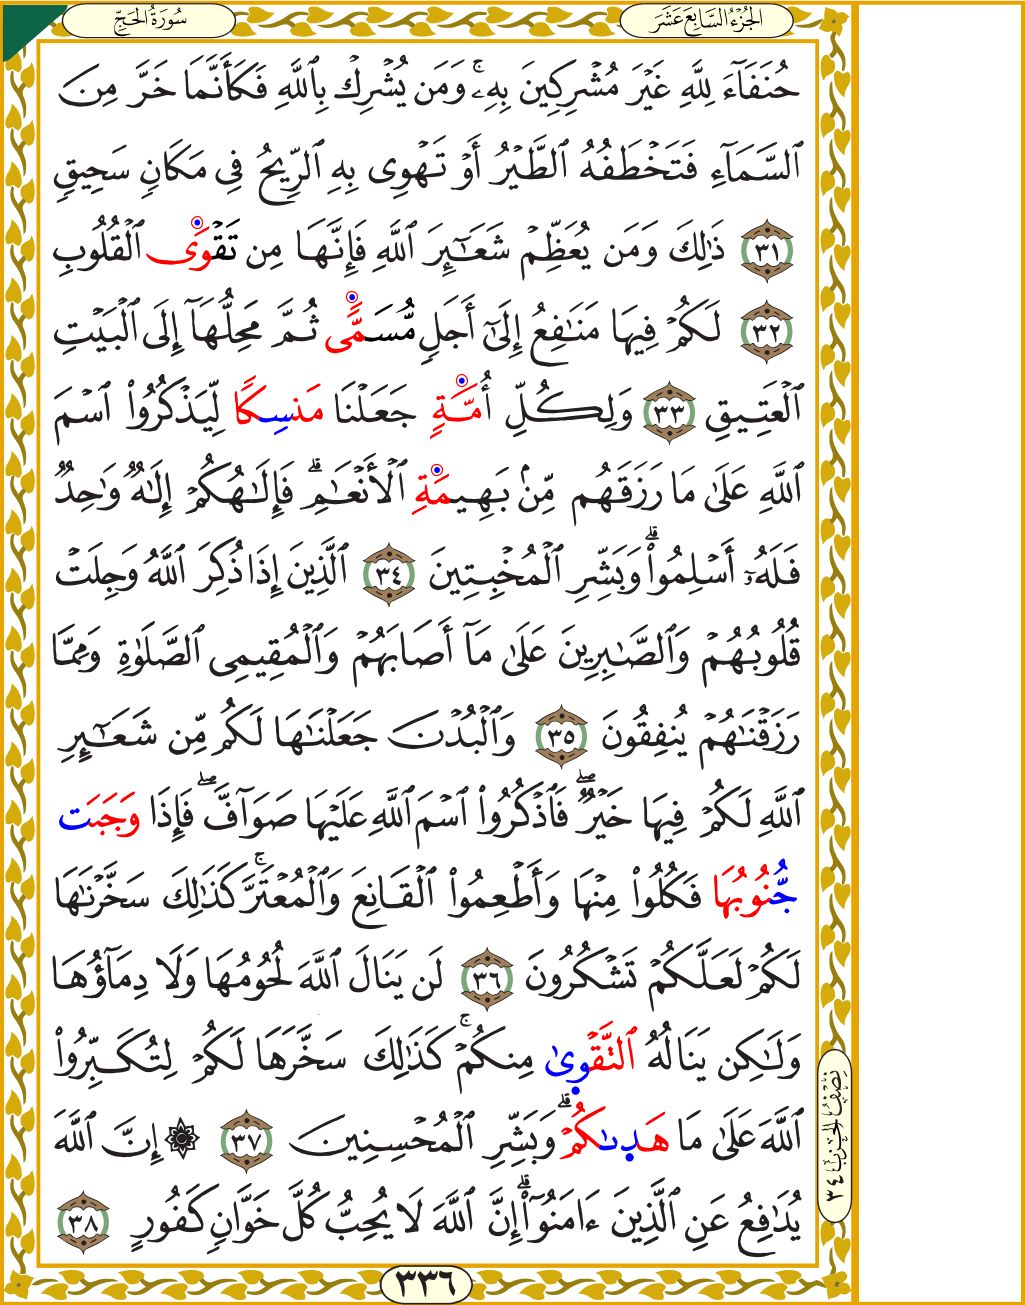 سُورَةُ الحَجِّ
الجُزْءُ السَّابِعَ عَشَرَ
حُنَفَآءَ لِلَّهِ غَيۡرَ مُشۡرِكِينَ بِهِۦۚ وَمَن يُشۡرِكۡ بِٱللَّهِ فَكَأَنَّمَا خَرَّ مِنَ
ٱلسَّمَآءِ فَتَخۡطَفُهُ ٱلطَّيۡرُ أَوۡ تَهۡوِي بِهِ ٱلرِّيحُ فِي مَكَانٖ سَحِيقٖ
٣١ ذَٰلِكَ وَمَن يُعَظِّمۡ شَعَٰٓئِرَ ٱللَّهِ فَإِنَّهَا مِن تَقۡوَى ٱلۡقُلُوبِ
٣٢ لَكُمۡ فِيهَا مَنَٰفِعُ إِلَىٰٓ أَجَلٖ مُّسَمّٗى ثُمَّ مَحِلُّهَآ إِلَى ٱلۡبَيۡتِ
ٱلۡعَتِيقِ ٣٣ وَلِكُلِّ أُمَّةٖ جَعَلۡنَا مَنسِكٗا لِّيَذۡكُرُواْ ٱسۡمَ
ٱللَّهِ عَلَىٰ مَا رَزَقَهُم مِّنۢ بَهِيمَةِ ٱلۡأَنۡعَٰمِۗ فَإِلَٰهُكُمۡ إِلَٰهٞ وَٰحِدٞ
فَلَهُۥٓ أَسۡلِمُواْۗ وَبَشِّرِ ٱلۡمُخۡبِتِينَ ٣٤ ٱلَّذِينَ إِذَا ذُكِرَ ٱللَّهُ وَجِلَتۡ
قُلُوبُهُمۡ وَٱلصَّٰبِرِينَ عَلَىٰ مَآ أَصَابَهُمۡ وَٱلۡمُقِيمِي ٱلصَّلَوٰةِ وَمِمَّا
رَزَقۡنَٰهُمۡ يُنفِقُونَ ٣٥ وَٱلۡبُدۡنَ جَعَلۡنَٰهَا لَكُم مِّن شَعَٰٓئِرِ
ٱللَّهِ لَكُمۡ فِيهَا خَيۡرٞۖ فَٱذۡكُرُواْ ٱسۡمَ ٱللَّهِ عَلَيۡهَا صَوَآفَّۖ فَإِذَا وَجَبَت
جُّنُوبُهَا فَكُلُواْ مِنۡهَا وَأَطۡعِمُواْ ٱلۡقَانِعَ وَٱلۡمُعۡتَرَّۚ كَذَٰلِكَ سَخَّرۡنَٰهَا
لَكُمۡ لَعَلَّكُمۡ تَشۡكُرُونَ ٣٦ لَن يَنَالَ ٱللَّهَ لُحُومُهَا وَلَا دِمَآؤُهَا
وَلَٰكِن يَنَالُهُ ٱلتَّقۡوٜىٰ مِنكُمۡۚ كَذَٰلِكَ سَخَّرَهَا لَكُمۡ لِتُكَبِّرُواْ
ٱللَّهَ عَلَىٰ مَا هَدٜىٰكُمۡۗ وَبَشِّرِ ٱلۡمُحۡسِنِينَ ٣٧ ۞ إِنَّ ٱللَّهَ
يُدَٰفِعُ عَنِ ٱلَّذِينَ ءَامَنُوٓاْۗ إِنَّ ٱللَّهَ لَا يُحِبُّ كُلَّ خَوَّانٖ كَفُورٍ ٣٨
نِصْفُ الحِزْبِ ٣٤
٣٣٦